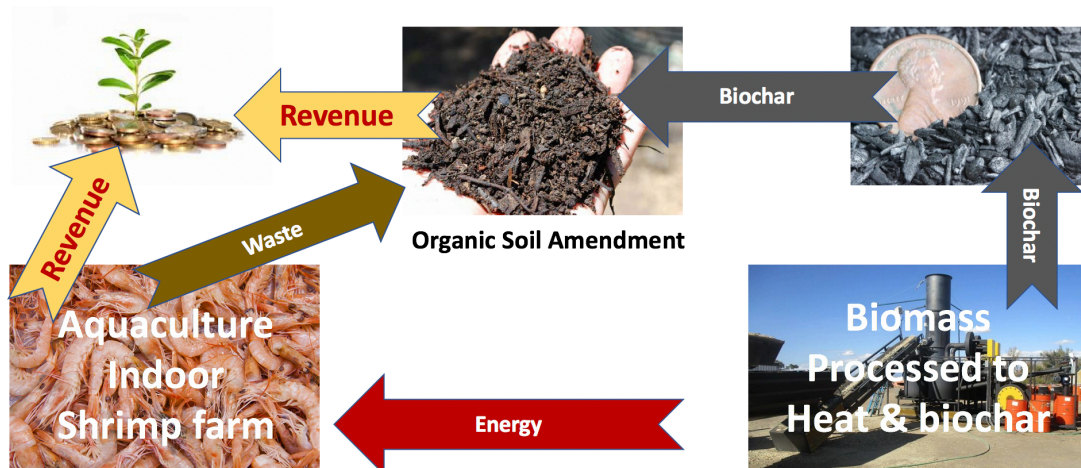 Revenue
Biochar
Revenue
Waste
Organic Soil Amendment
Biochar
Aquaculture
Indoor
Shrimp farm
Energy
Biomass
Processed to
Heat & biochar